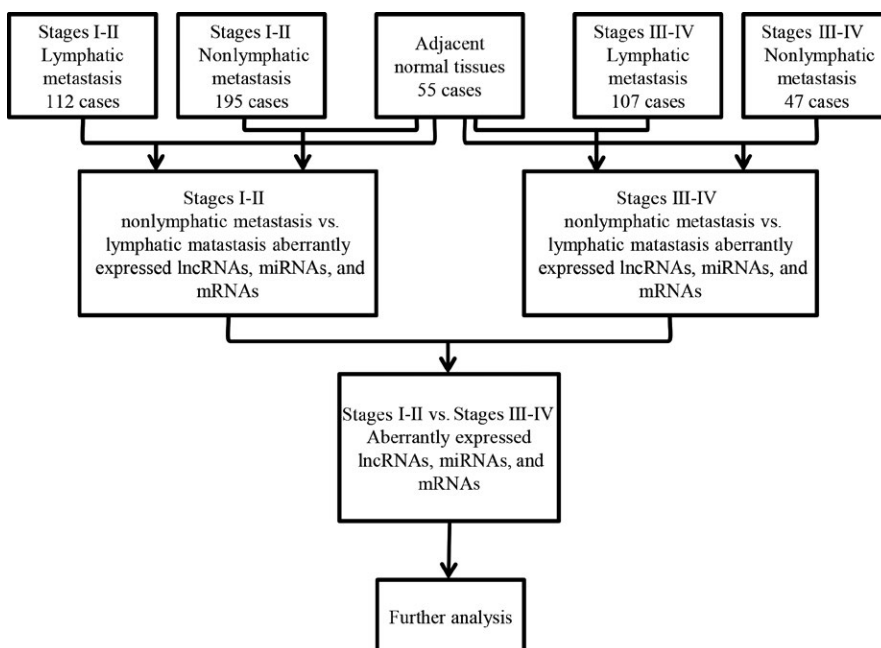 Stages I-II
Lymphatic
metastasis
112 cases
Stages I-II
Nonlymphatic
metastasis
195 cases
Adjacent
normal tissues
55 cases
Stages III-IV
Lymphatic
metastasis
107 cases
Stages III-IV
Nonlymphatic
metastasis
47 cases
Stages I-II
nonlymphatic metastasis vs.
lymphatic matastasis aberrantly
expressed lncRNAs, miRNAs, and
mRNAs
Stages III-IV
nonlymphatic metastasis vs.
lymphatic matastasis aberrantly
expressed lncRNAs, miRNAs, and
mRNAs
Stages I-II vs. Stages III-IV
Aberrantly expressed
lncRNAs, miRNAs, and
mRNAs
Further analysis